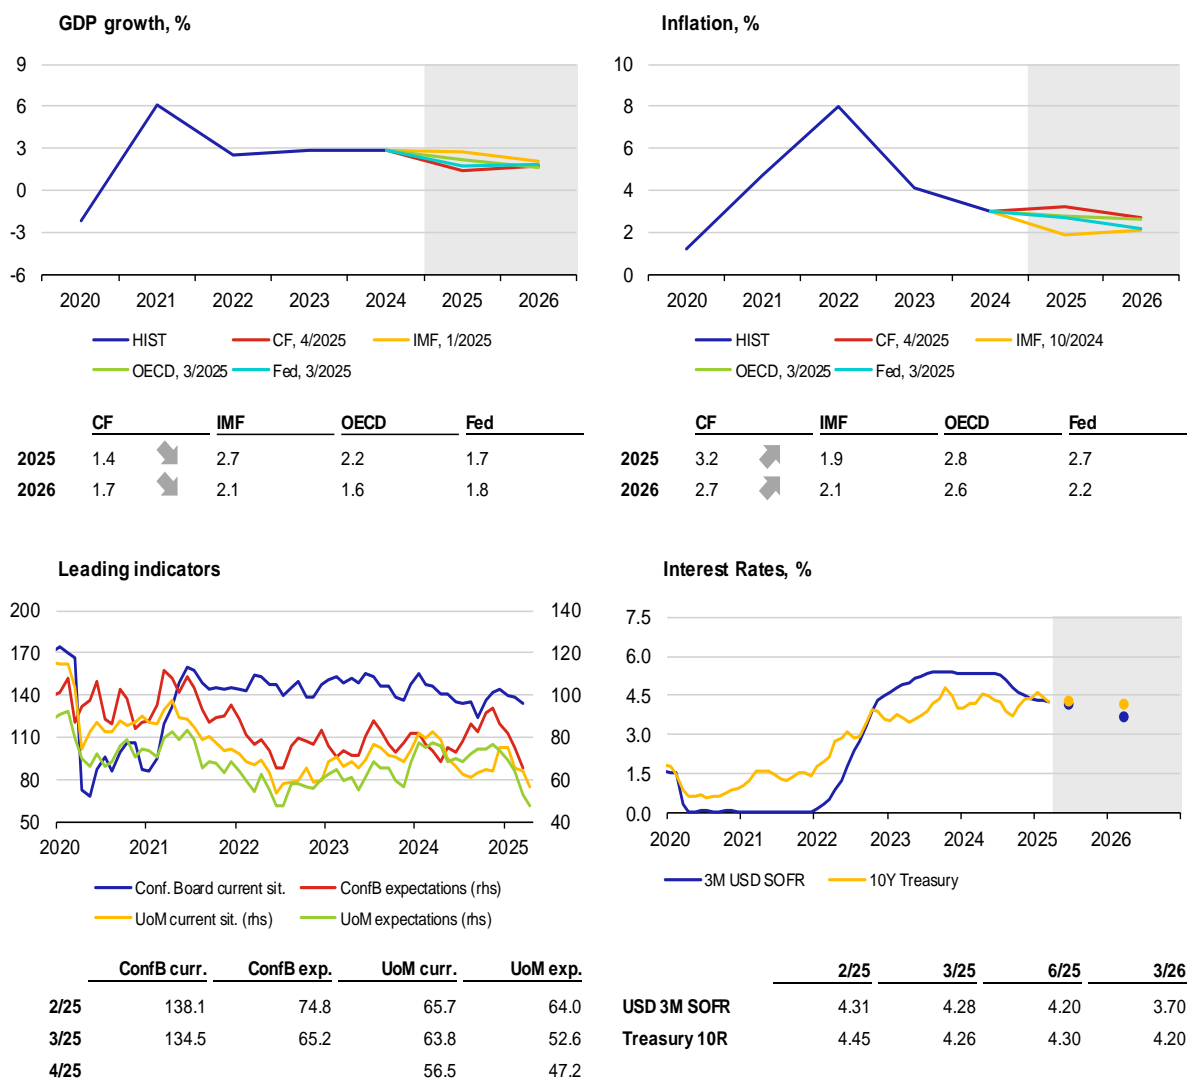 GDP growth, %
9
6
3
0
-3
-6
2020 2021 2022 2023 2024 2025 2026
HIST CF, 4/2025 IMF, 1/2025
OECD, 3/2025 Fed, 3/2025
CF IMF OECD Fed
2025 1.4 2.7 2.2 1.7
2026 1.7 2.1 1.6 1.8
Inflation, %
10
8
6
4
2
0
2020 2021 2022 2023 2024 2025 2026
HIST CF, 4/2025 IMF, 10/2024
OECD, 3/2025 Fed, 3/2025
CF IMF OECD Fed
2025 3.2 1.9 2.8 2.7
2026 2.7 2.1 2.6 2.2
Leading indicators
200 140
170 120
140 100
110 80
80 60
50 40
2020 2021 2022 2023 2024 2025
Conf. Board current sit. ConfB expectations (rhs)
UoM current sit. (rhs) UoM expectations (rhs)
ConfB curr. ConfB exp. UoM curr. UoM exp.
2/25 138.1 74.8 65.7 64.0
3/25 134.5 65.2 63.8 52.6
4/25 56.5 47.2
Interest Rates, %
7.5
6.0
4.5
3.0
1.5
0.0
2020 2021 2022 2023 2024 2025 2026
3M USD SOFR 10Y Treasury
2/25 3/25 6/25 3/26
USD 3M SOFR 4.31 4.28 4.20 3.70
Treasury 10R 4.45 4.26 4.30 4.20